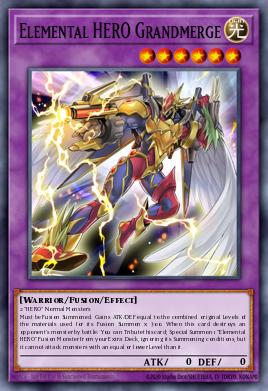 ELEMENTAL HERO GRANDMERGE
光
[WARRIOR/FUSION/EFFECT]
2 "HERO" Normal Monsters
Must be Fusion Summoned. Gains ATK/DEF equal to the combined original Levels of
the materials used for its Fusion Summon x 300. When this card destroys an
opponent's monster by battle: You can Tribute this card; Special Summon 1 "Elemental
HERO" Fusion Monster from your Extra Deck, ignoring its Summoning conditions, but
it cannot attack monsters with an equal or lower Level than it.
ATK/ 0 DEF/ 0